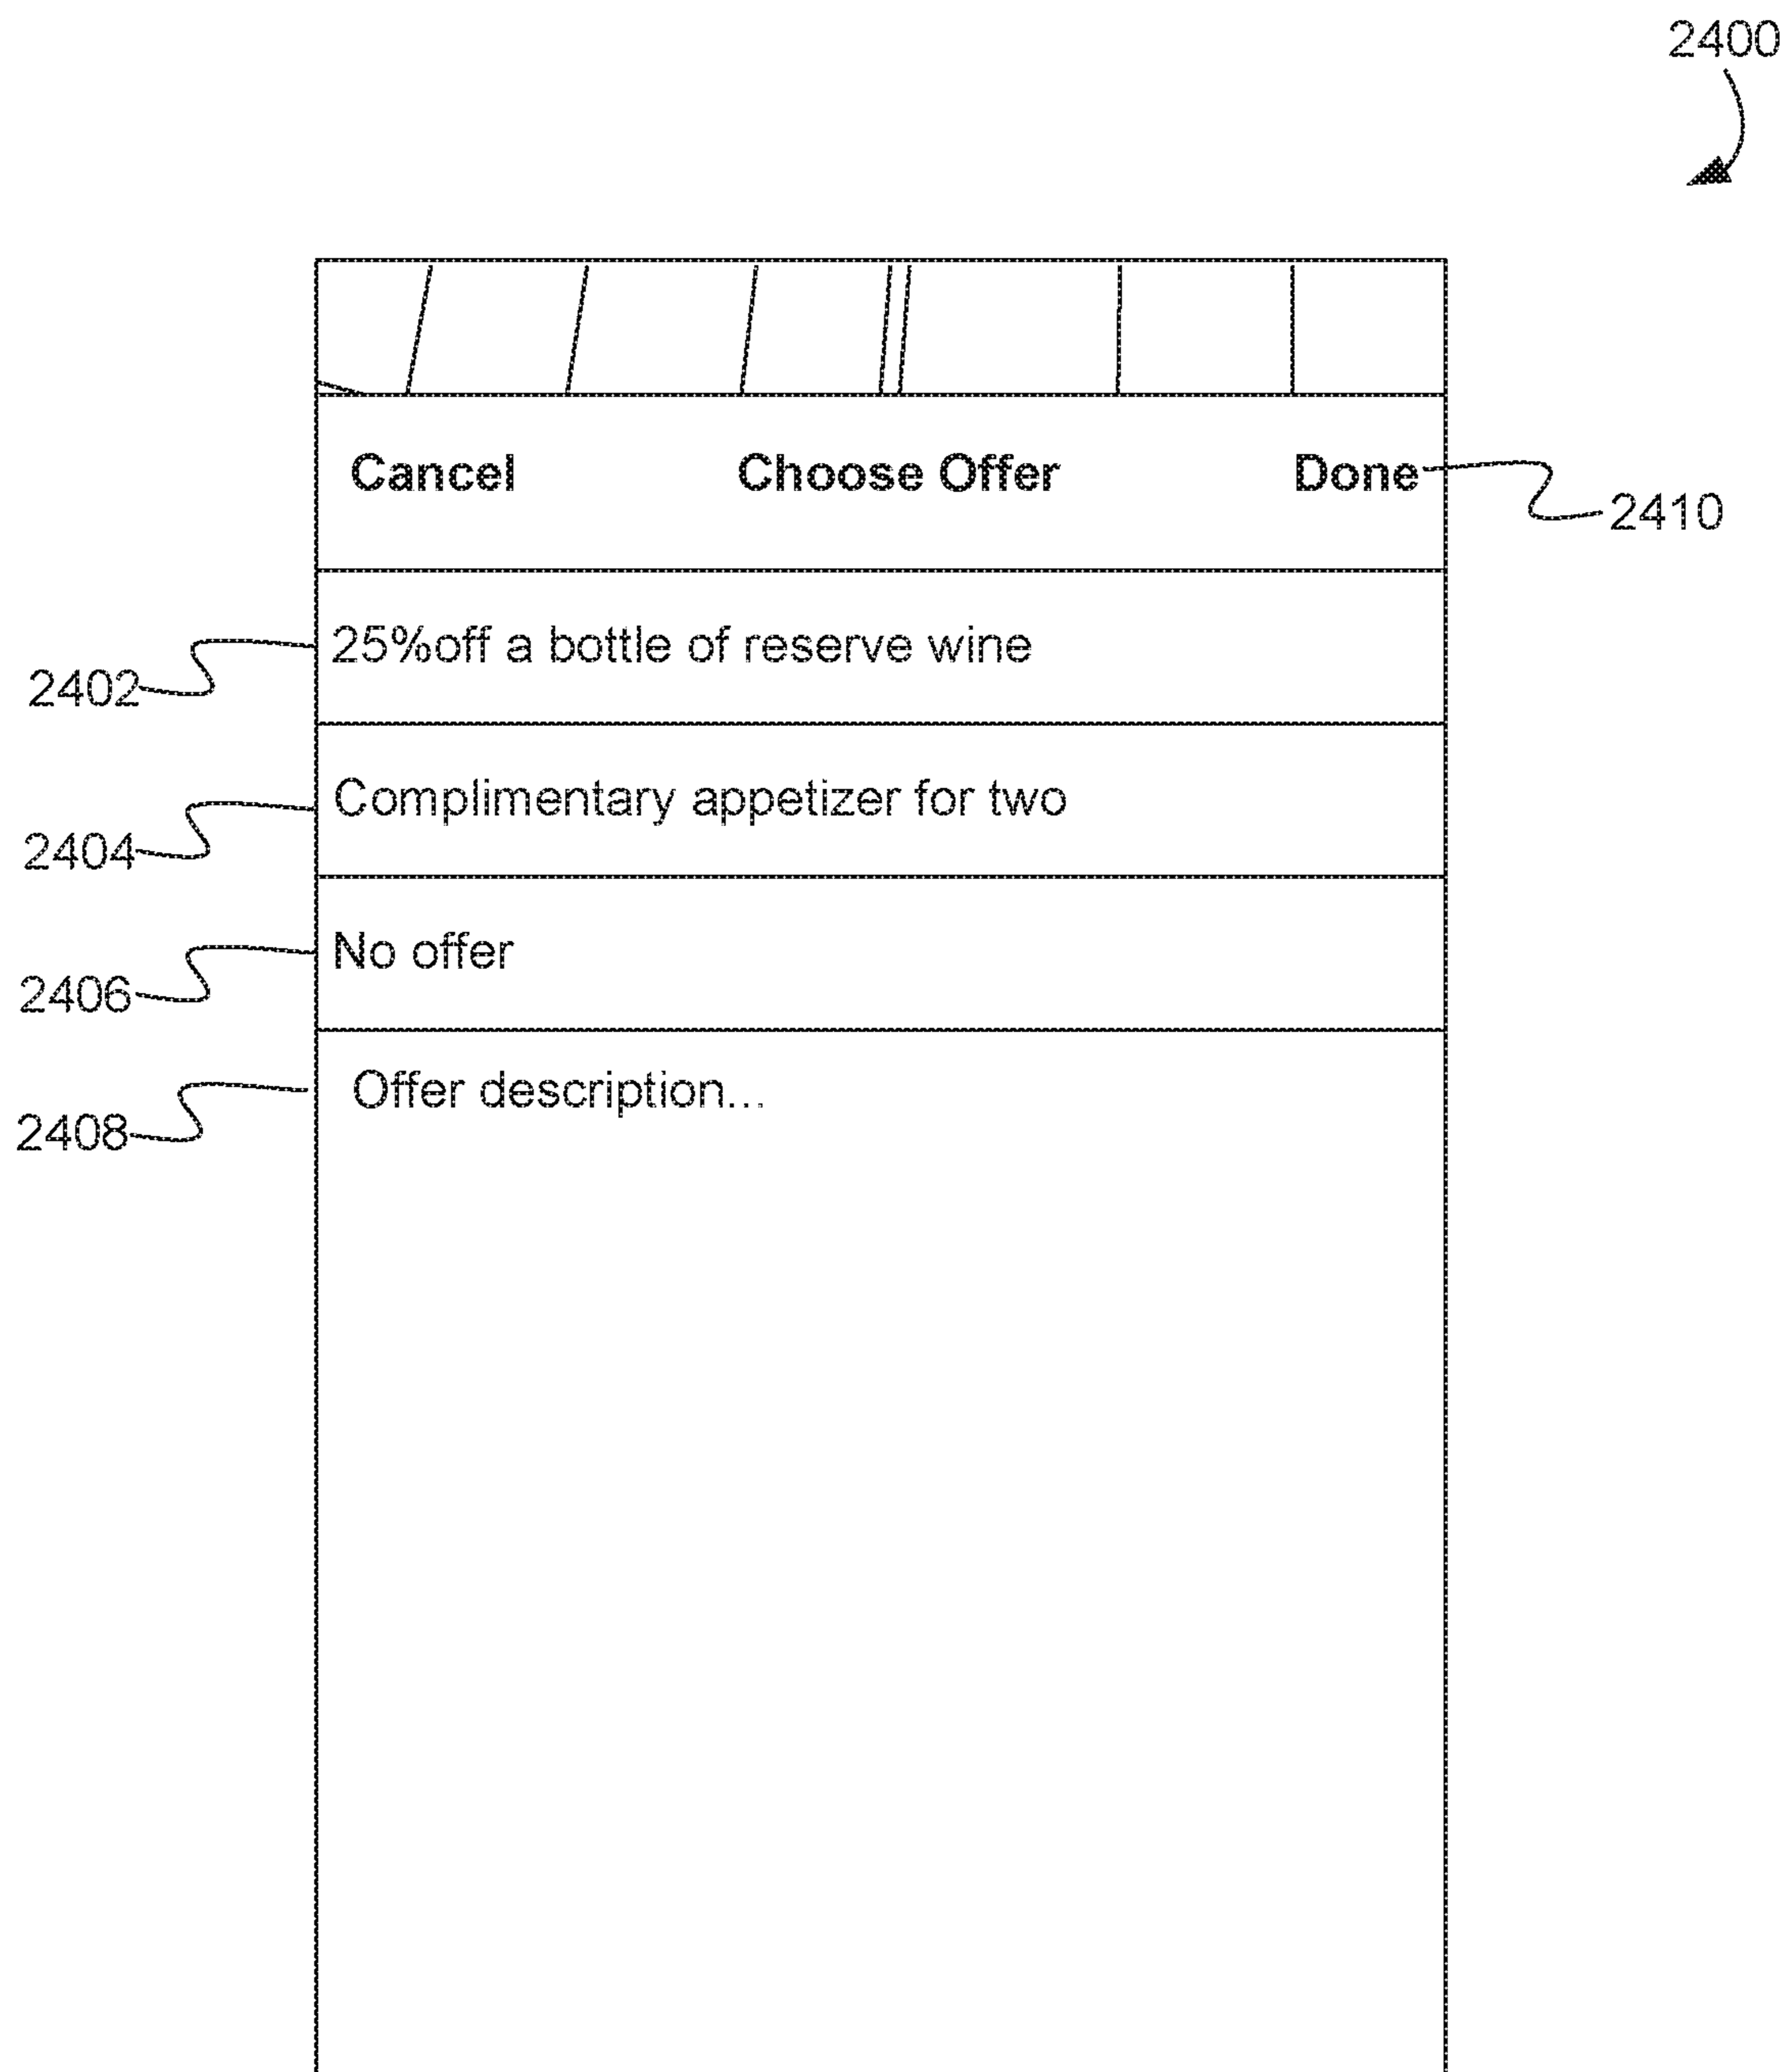 2400
Cancel Choose Offer Done
2410
25%off a bottle of reserve wine
2402
Complimentary appetizer for two
2404
No offer
2406
Offer description...
2408